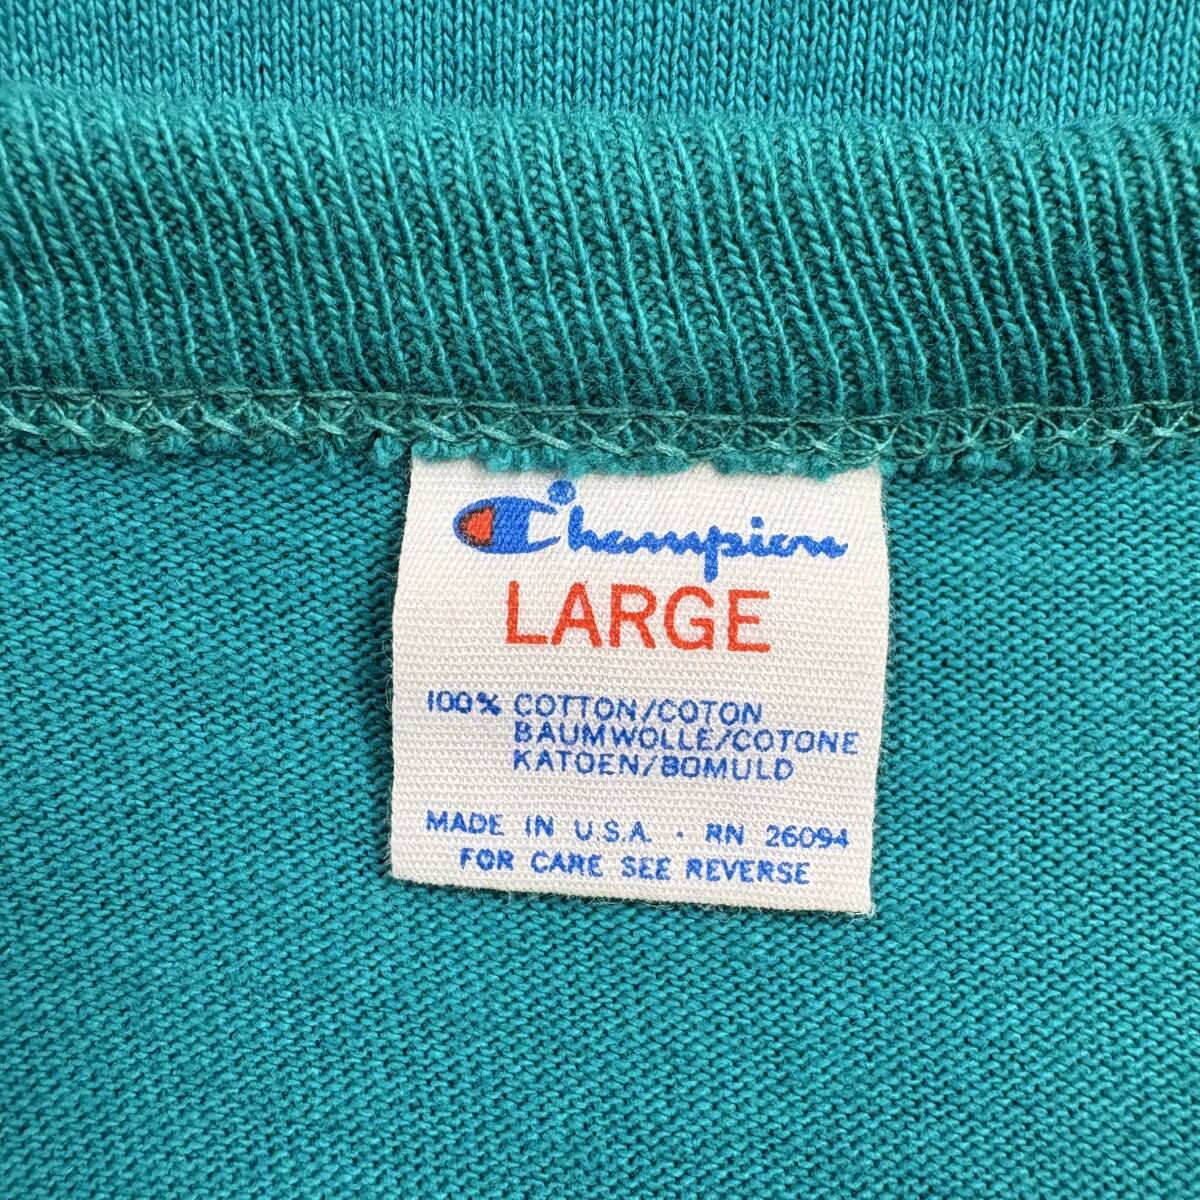 Champion
LARGE
100% COTTON/COTON
BAUMWOLLE/COTONE
KATOEN/BOMULD
MADE IN U.S.A. · RN 26094
FOR CARE SEE REVERSE